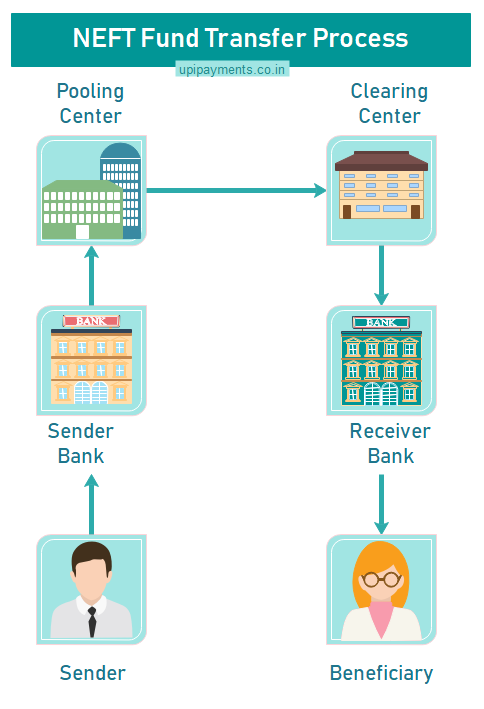 NEFT Fund Transfer Process
upipayments.co.in
Pooling
Center
Clearing
Center
BANK
BANK
Sender
Bank
Receiver
Bank
Sender
Beneficiary